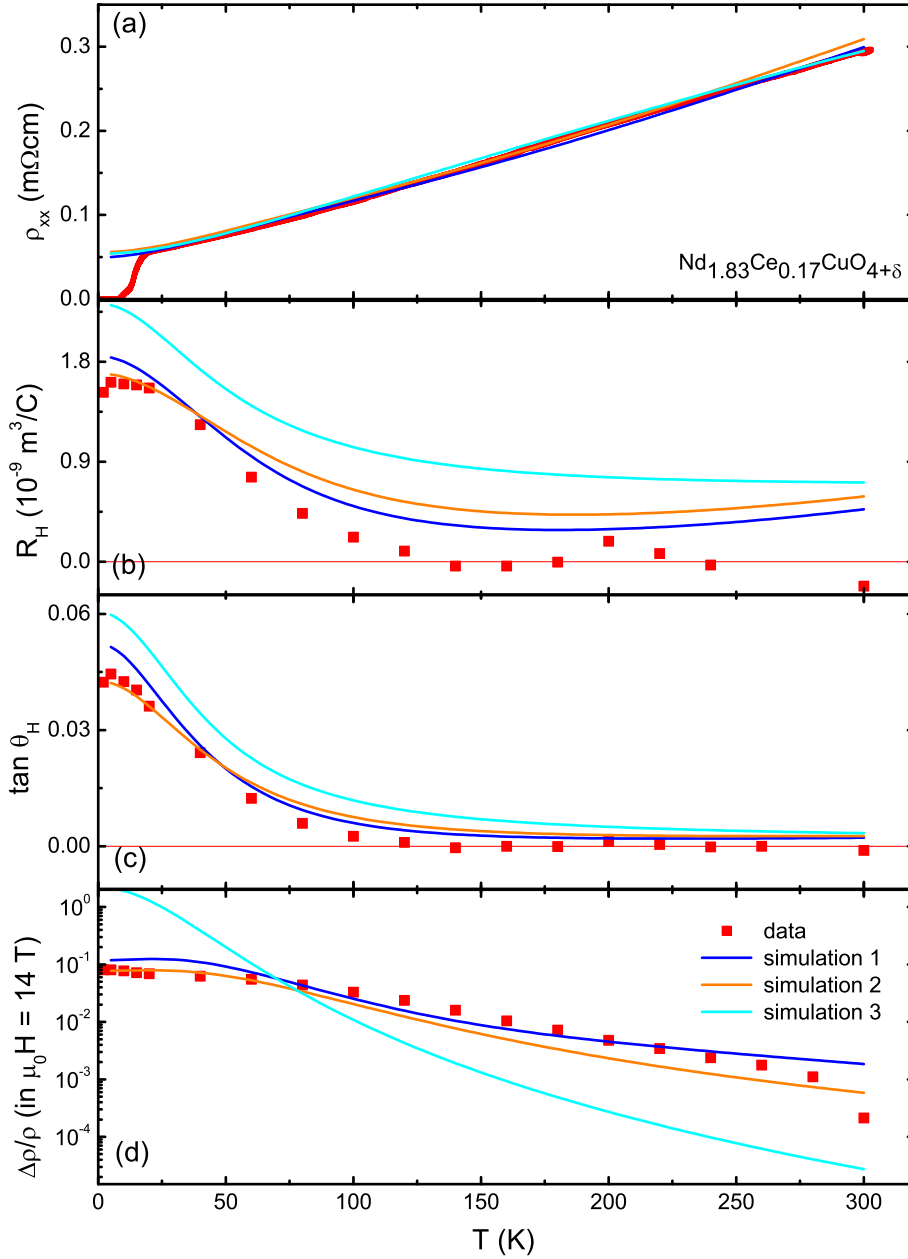 (a)
0.3
0.2
0.1
0.0
ρxx (mΩcm)
Nd1.83Ce0.17CuO4+δ
1.8
0.9
0.0
RH (10-9 m3/C)
(b)
0.06
0.03
0.00
tan θH
(c)
100
10-1
10-2
10-3
10-4
Δρ/ρ (in μ0H = 14 T)
data
simulation 1
simulation 2
simulation 3
(d)
0 50 100 150 200 250 300
T (K)